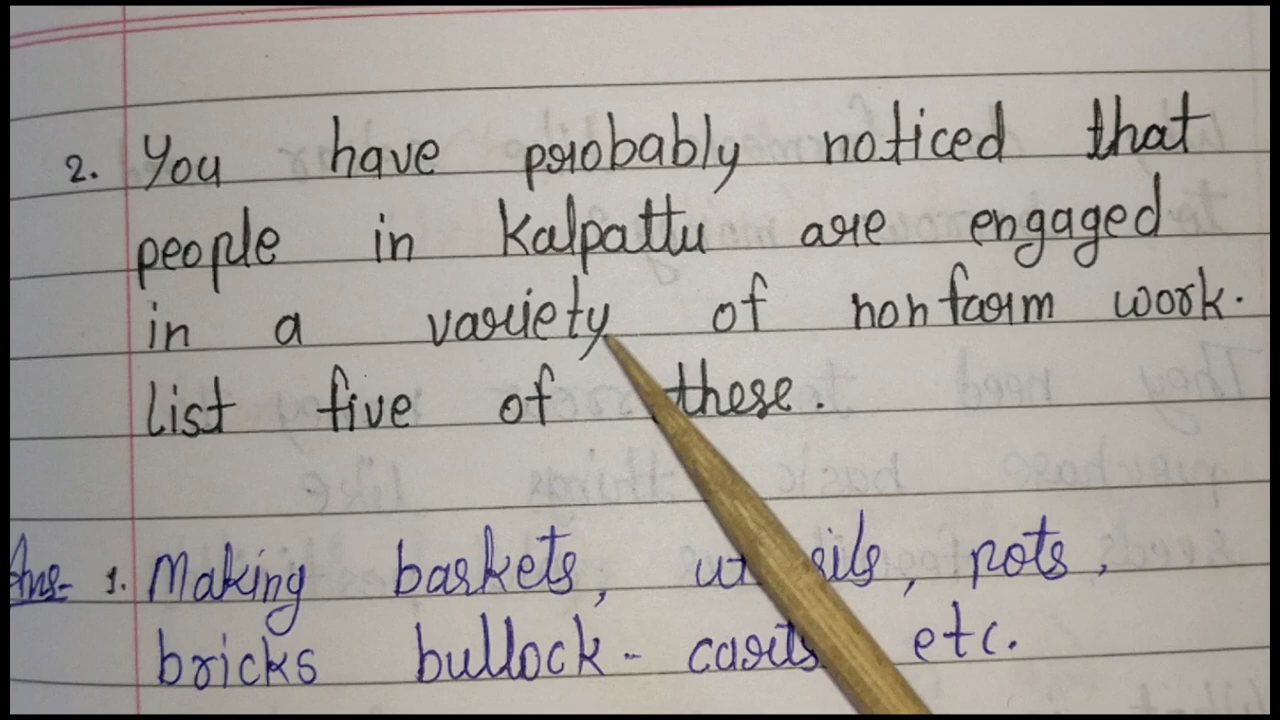 2. You have probably noticed that
people in Kalpattu are engaged
in a variety of non farm work.
list five of these.
Ans- 1. Making baskets, utensils, pots,
bricks bullock - carts etc.